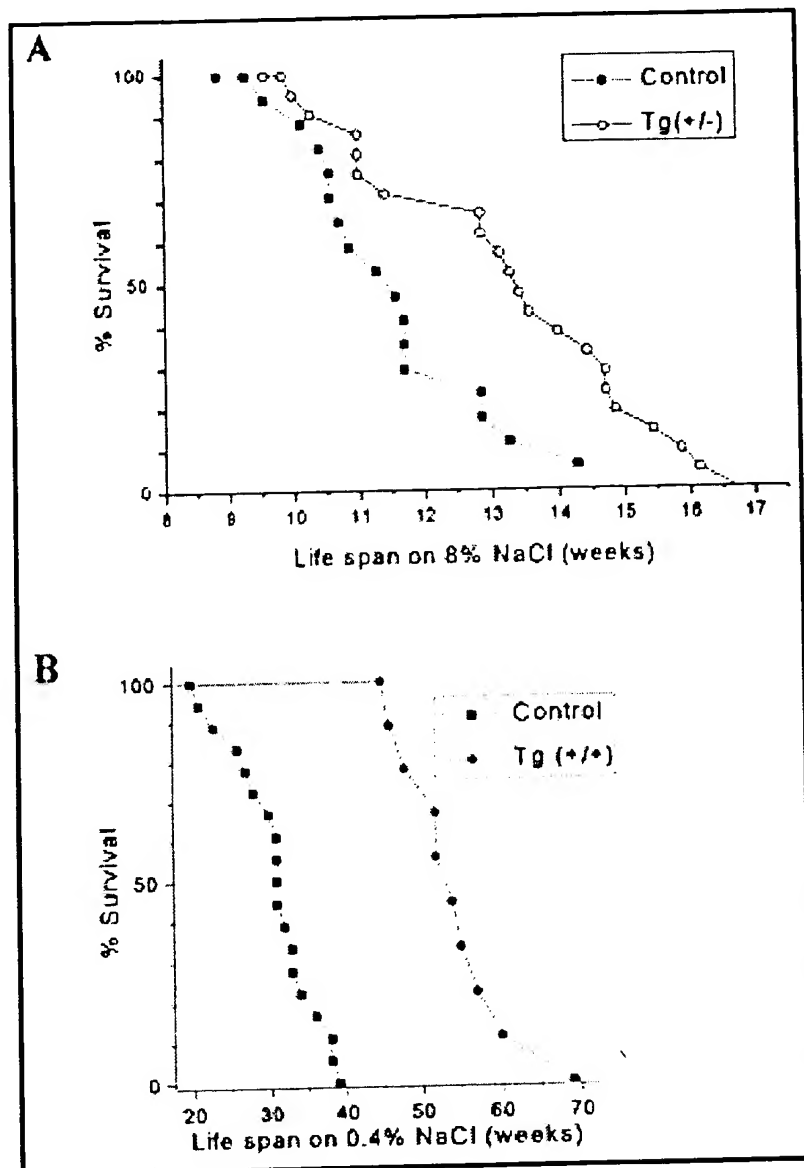 A
Control
Tg(+/-)
100
50
0
% Survival
8 9 10 11 12 13 14 15 16 17
Life span on 8% NaCl (weeks)
B
Control
Tg (+/+)
100
50
0
% Survival
20 30 40 50 60 70
Life span on 0.4% NaCl (weeks)